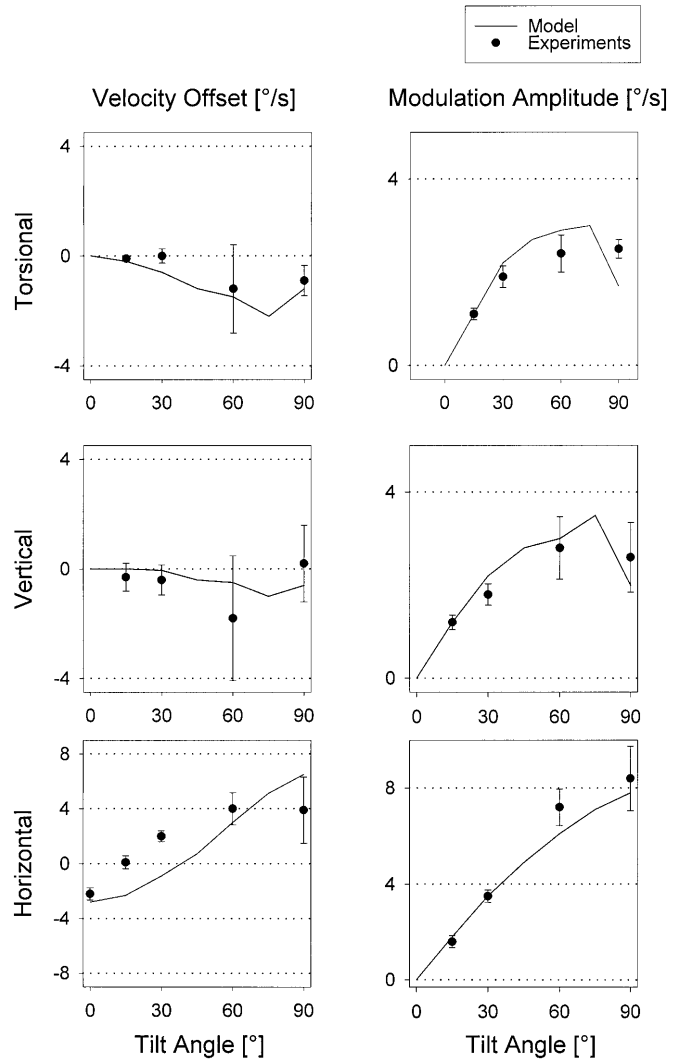 Model
Experiments
Velocity Offset [°/s]
Modulation Amplitude [°/s]
Torsional
4
0
-4
0 30 60 90
4
0
0 30 60 90
Vertical
4
0
-4
0 30 60 90
4
0
0 30 60 90
Horizontal
8
4
0
-4
-8
0 30 60 90
Tilt Angle [°]
8
4
0
0 30 60 90
Tilt Angle [°]